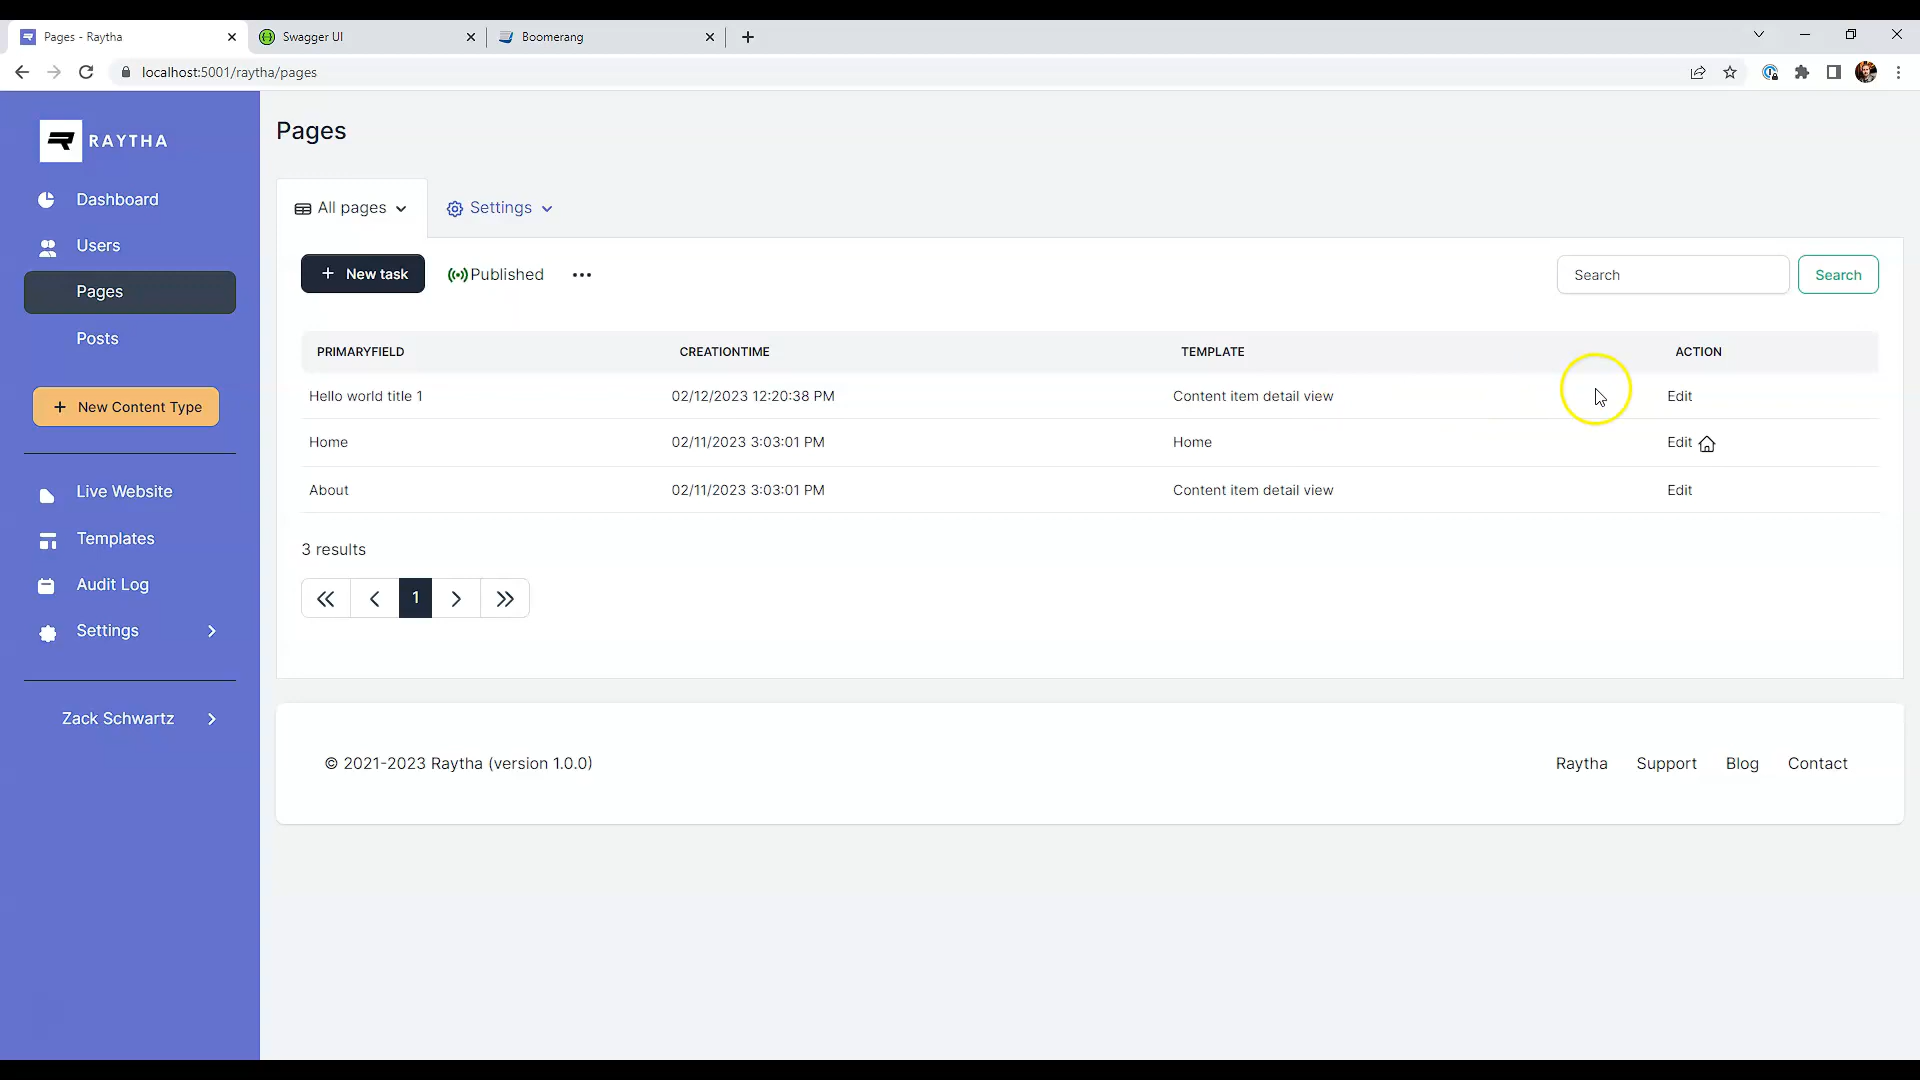 Pages - Raytha
Swagger UI
Boomerang
localhost:5001/raytha/pages
RAYTHA
Dashboard
Users
Pages
Posts
New Content Type
Live Website
Templates
Audit Log
Settings
Zack Schwartz
Pages
All pages
Settings
New task
Published
Search
Search
PRIMARYFIELD CREATIONTIME TEMPLATE ACTION
Hello world title 1 02/12/2023 12:20:38 PM Content item detail view Edit
Home 02/11/2023 3:03:01 PM Home Edit
About 02/11/2023 3:03:01 PM Content item detail view Edit
3 results
1
© 2021-2023 Raytha (version 1.0.0)
Raytha Support Blog Contact